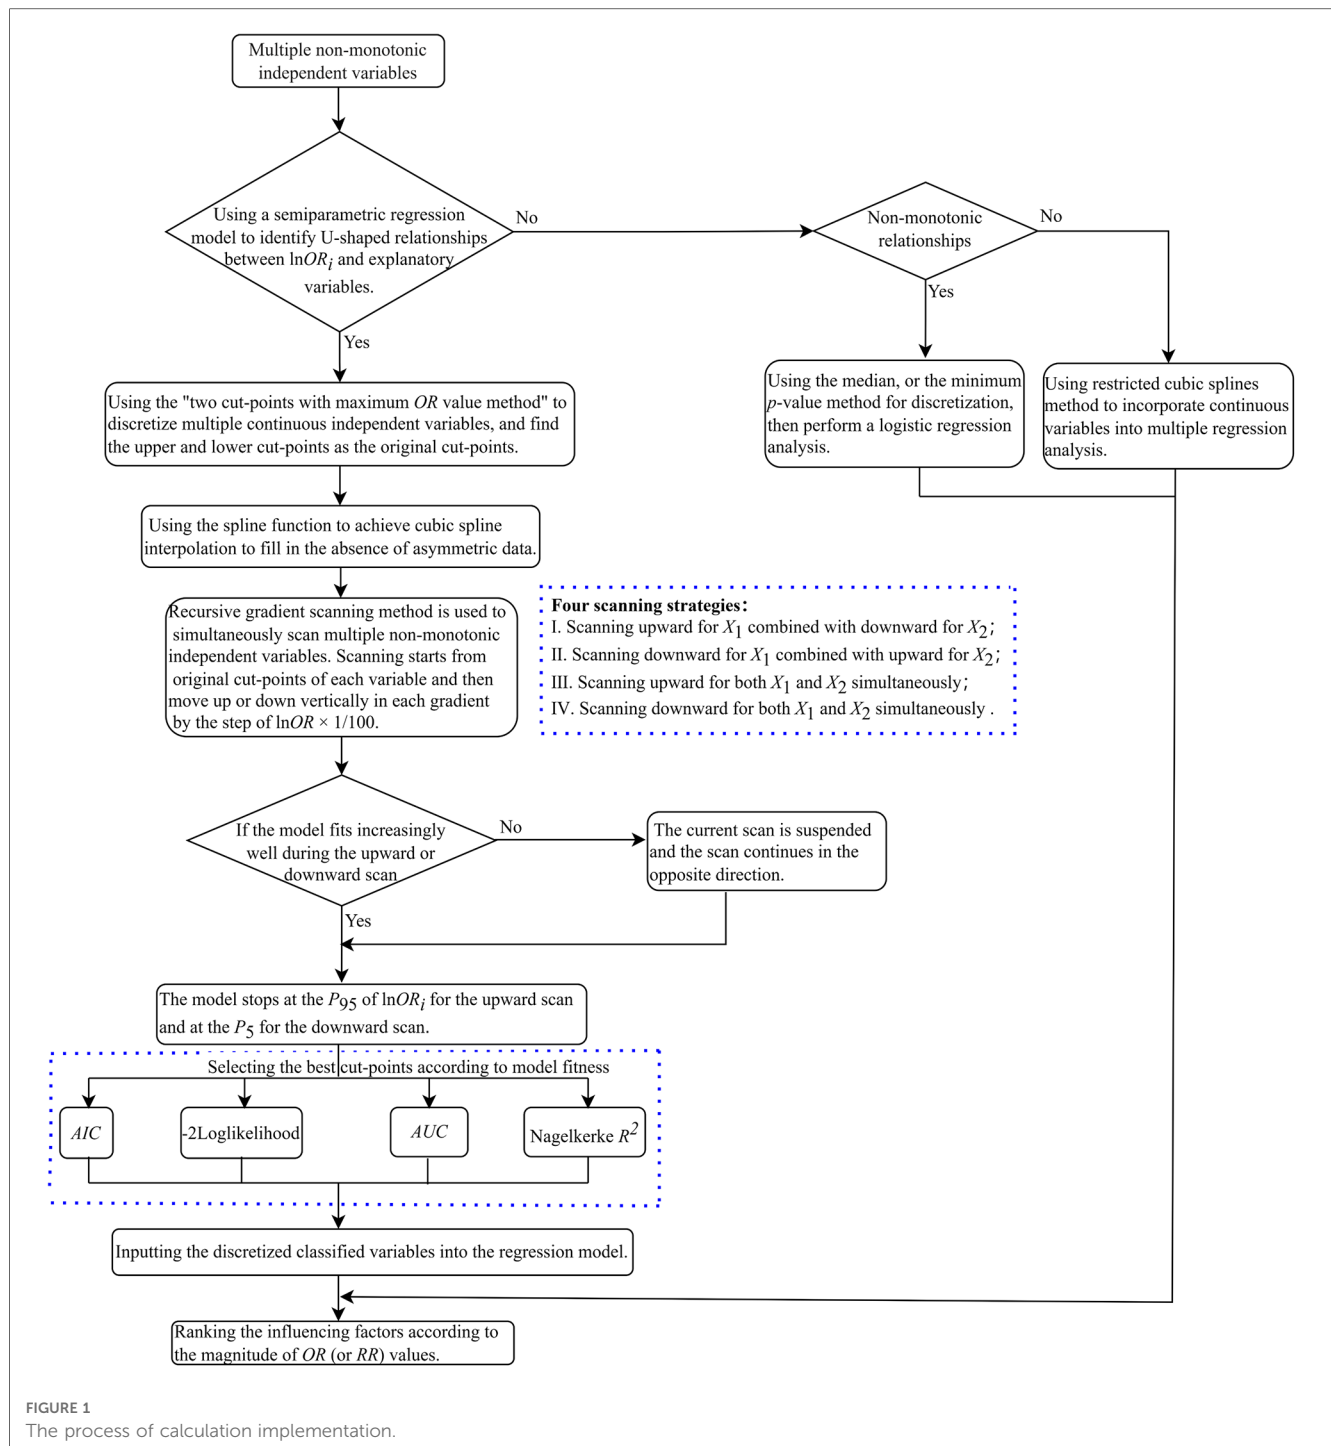 Multiple non-monotonic
independent variables
Using a semiparametric regression
model to identify U-shaped relationships
between lnOR_i and explanatory
variables.
No
Non-monotonic
relationships
No
Yes
Yes
Using the "two cut-points with maximum OR value method" to
discretize multiple continuous independent variables, and find
the upper and lower cut-points as the original cut-points.
Using the median, or the minimum
p-value method for discretization,
then perform a logistic regression
analysis.
Using restricted cubic splines
method to incorporate continuous
variables into multiple regression
analysis.
Using the spline function to achieve cubic spline
interpolation to fill in the absence of asymmetric data.
Recursive gradient scanning method is used to
simultaneously scan multiple non-monotonic
independent variables. Scanning starts from
original cut-points of each variable and then
move up or down vertically in each gradient
by the step of lnOR × 1/100.
Four scanning strategies:
I. Scanning upward for X1 combined with downward for X2;
II. Scanning downward for X1 combined with upward for X2;
III. Scanning upward for both X1 and X2 simultaneously;
IV. Scanning downward for both X1 and X2 simultaneously .
If the model fits increasingly
well during the upward or
downward scan
No
The current scan is suspended
and the scan continues in the
opposite direction.
Yes
The model stops at the P95 of lnOR_i for the upward scan
and at the P5 for the downward scan.
Selecting the best cut-points according to model fitness
AIC
-2Loglikelihood
AUC
Nagelkerke R²
Inputting the discretized classified variables into the regression model.
Ranking the influencing factors according to
the magnitude of OR (or RR) values.
FIGURE 1
The process of calculation implementation.